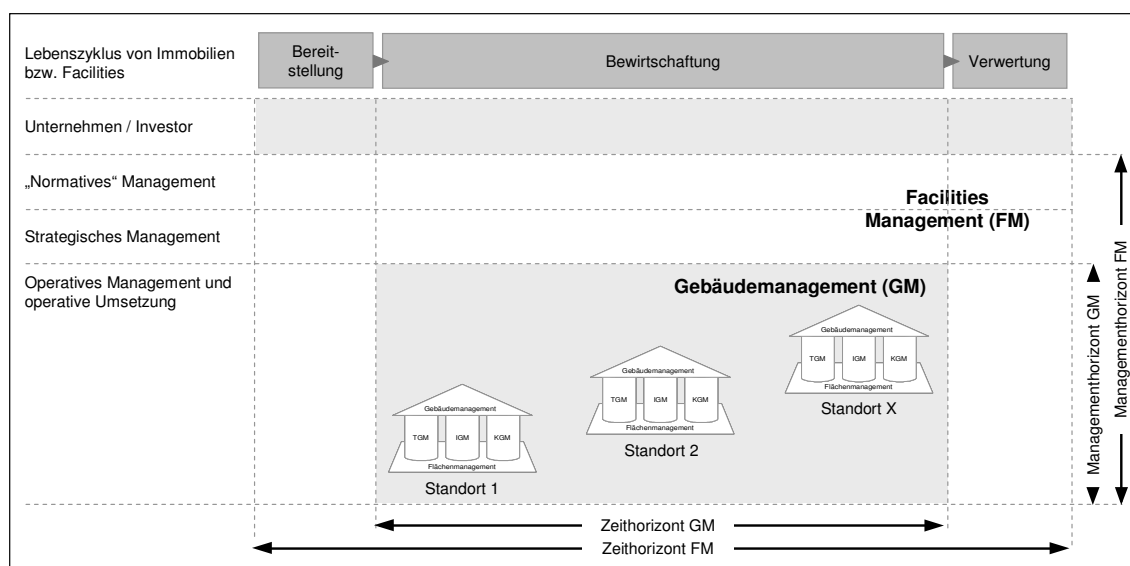 Lebenszyklus von Immobilien
bzw. Facilities
Bereit-
stellung
Bewirtschaftung
Verwertung
Unternehmen / Investor
„Normatives“ Management
Facilities
Management (FM)
Strategisches Management
Operatives Management und
operative Umsetzung
Gebäudemanagement (GM)
Gebäudemanagement
TGM IGM KGM
Flächenmanagement
Standort 1
Gebäudemanagement
TGM IGM KGM
Flächenmanagement
Standort 2
Gebäudemanagement
TGM IGM KGM
Flächenmanagement
Standort X
Managementhorizont GM
Managementhorizont FM
Zeithorizont GM
Zeithorizont FM